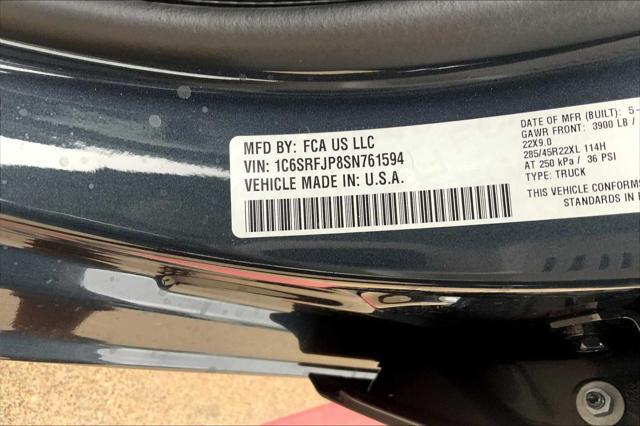 MFD BY: FCA US LLC
VIN: 1C6SRFJP8SN761594
VEHICLE MADE IN: U.S.A.
DATE OF MFR (BUILT): 5-
GAWR FRONT: 3900 LB /
22X9.0
285/45R22XL 114H
AT 250 kPa / 36 PSI
TYPE: TRUCK
THIS VEHICLE CONFORMS
STANDARDS IN